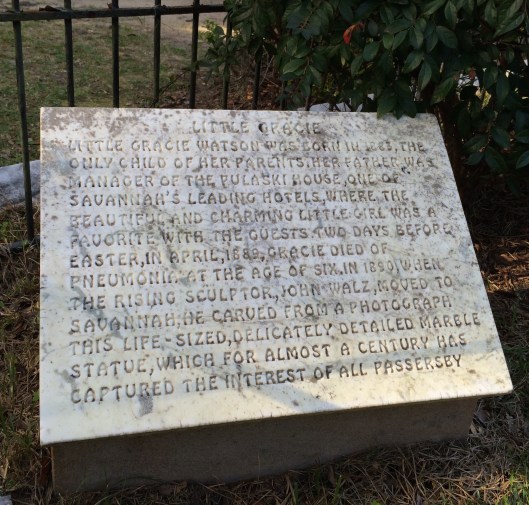 LITTLE GRACIE
LITTLE GRACIE WATSON WAS BORN IN 1883, THE
ONLY CHILD OF HER PARENTS. HER FATHER WAS
MANAGER OF THE PULASKI HOUSE, ONE OF
SAVANNAH'S LEADING HOTELS, WHERE THE
BEAUTIFUL AND CHARMING LITTLE GIRL WAS A
FAVORITE WITH THE GUESTS. TWO DAYS BEFORE
EASTER, IN APRIL, 1889, GRACIE DIED OF
PNEUMONIA AT THE AGE OF SIX. IN 1890, WHEN
THE RISING SCULPTOR, JOHN WALZ, MOVED TO
SAVANNAH, HE CARVED FROM A PHOTOGRAPH
THIS LIFE-SIZED, DELICATELY DETAILED MARBLE
STATUE, WHICH FOR ALMOST A CENTURY HAS
CAPTURED THE INTEREST OF ALL PASSERSBY